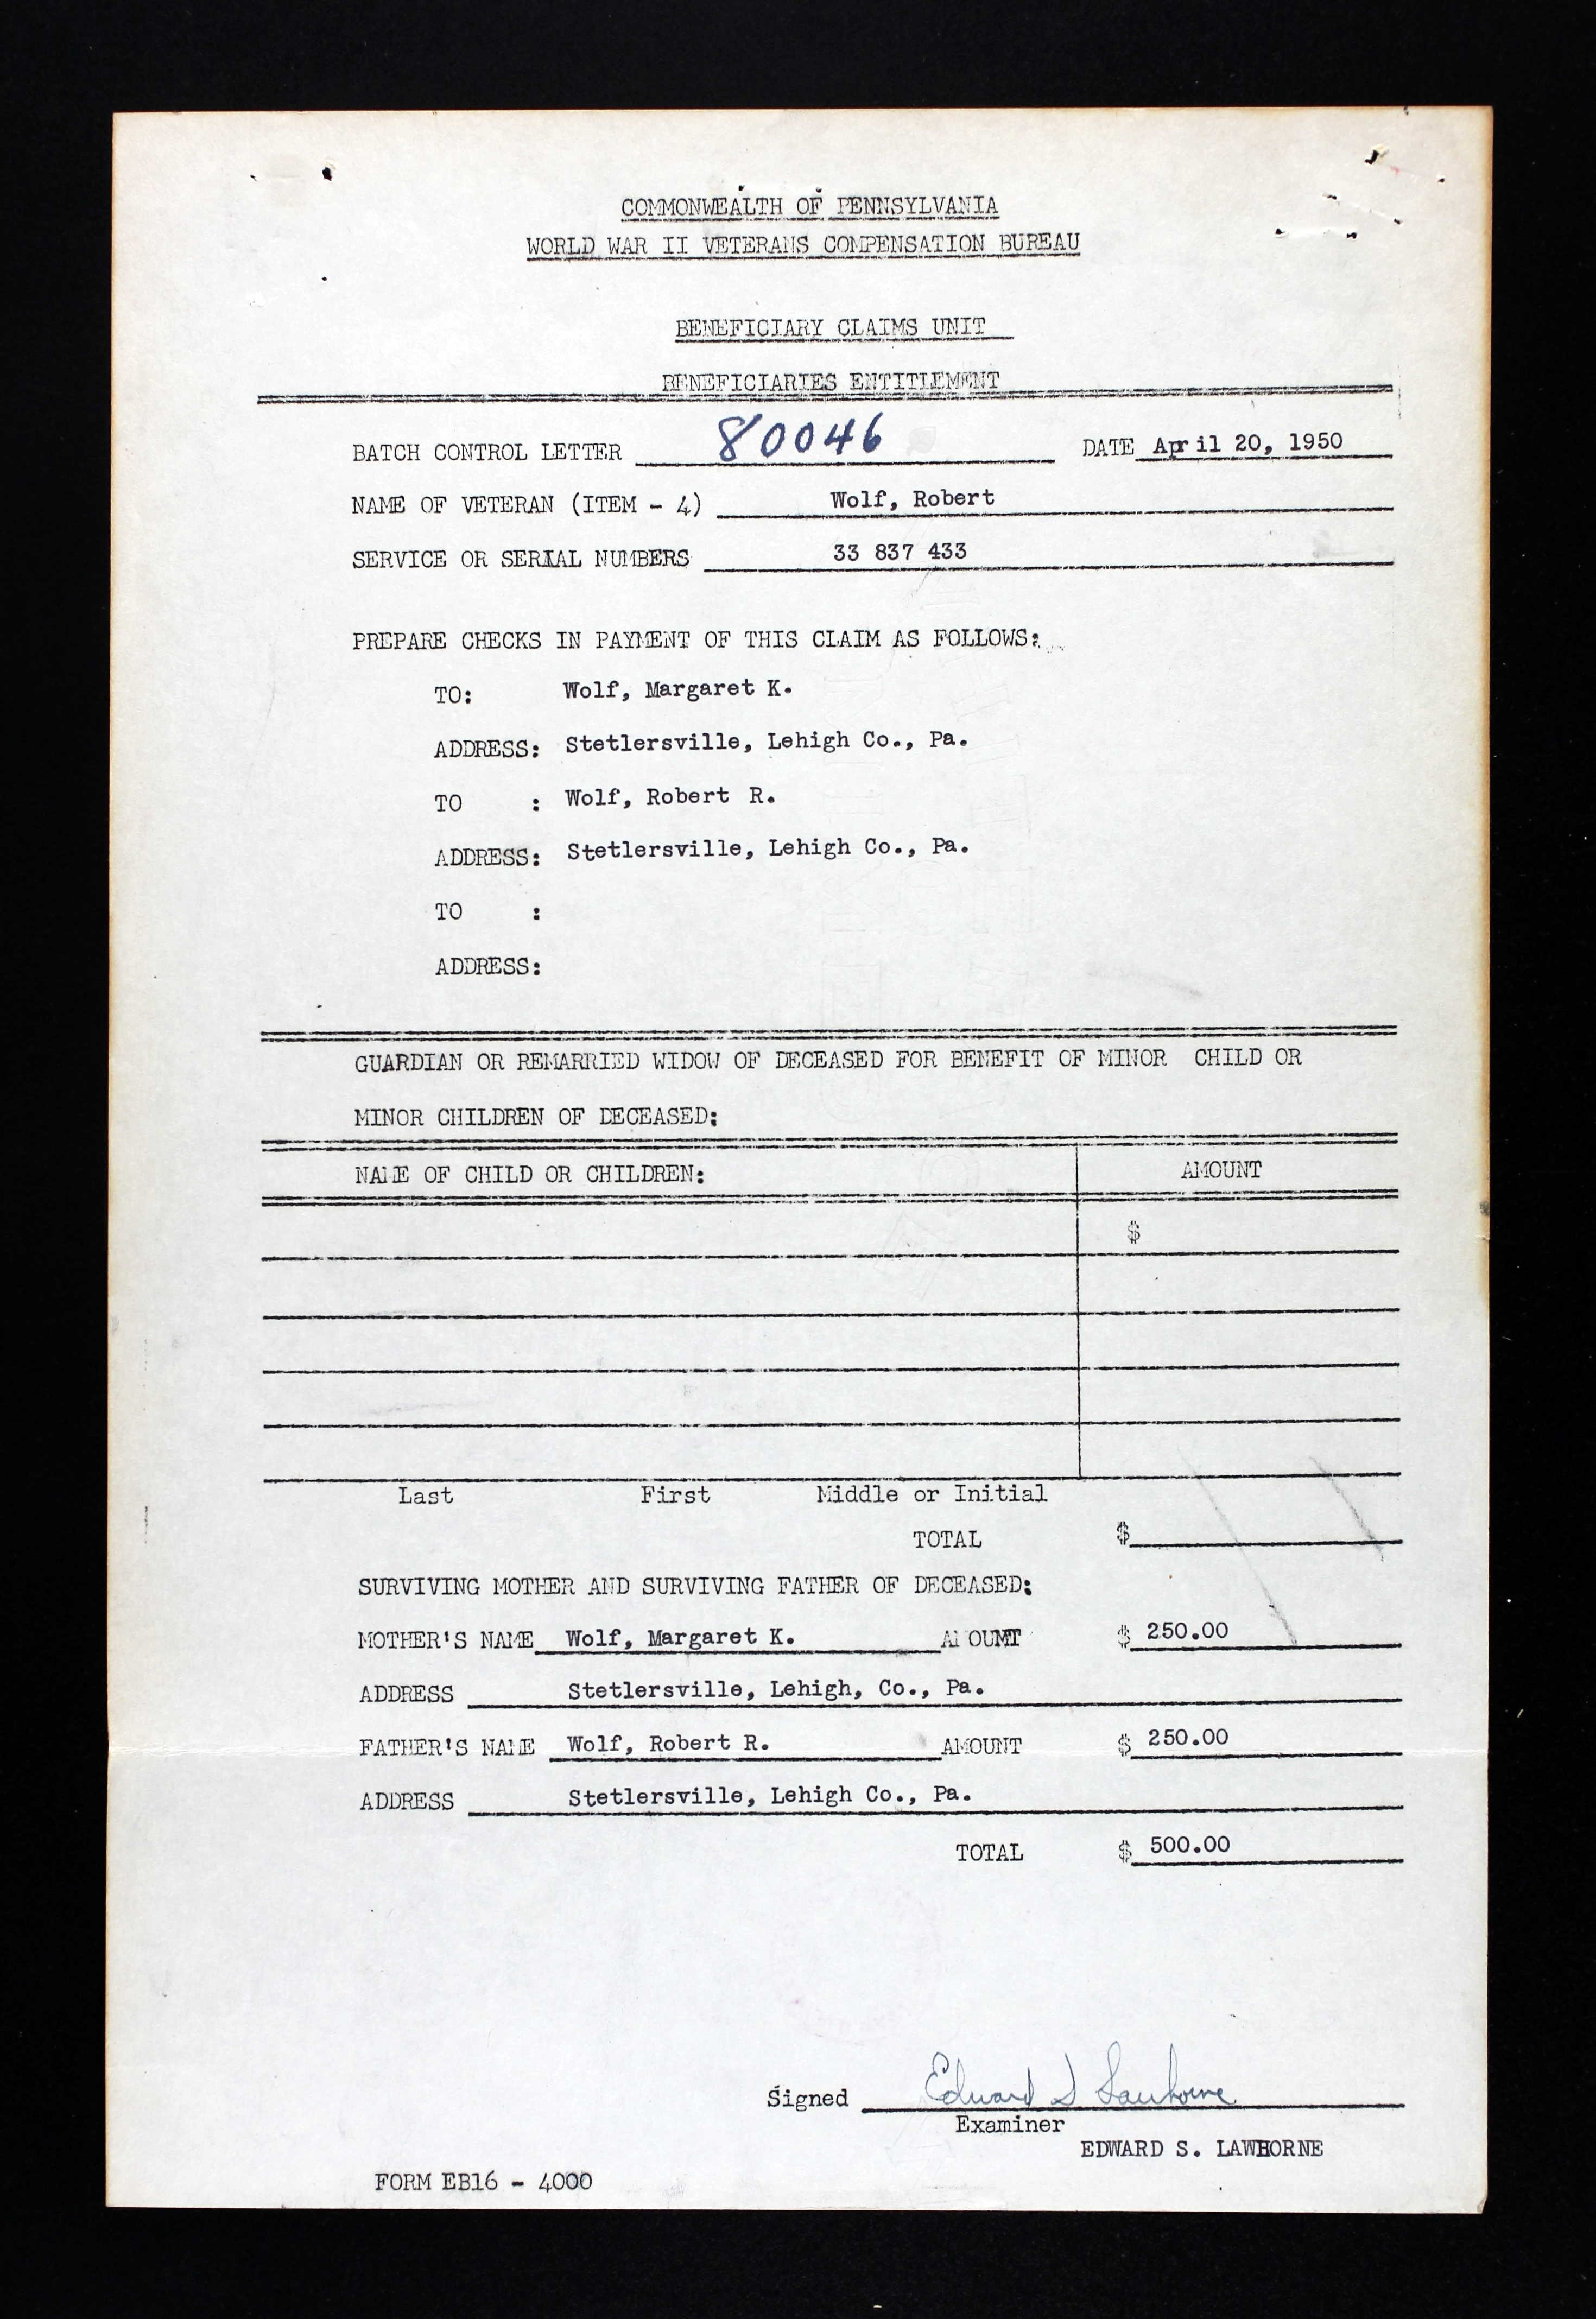 COMMONWEALTH OF PENNSYLVANIA
WORLD WAR II VETERANS COMPENSATION BUREAU
BENEFICIARY CLAIMS UNIT
BENEFICIARIES ENTITLEMENT
BATCH CONTROL LETTER 80046 DATE April 20, 1950
NAME OF VETERAN (ITEM - 4) Wolf, Robert
SERVICE OR SERIAL NUMBERS 33 837 433
PREPARE CHECKS IN PAYMENT OF THIS CLAIM AS FOLLOWS:
TO: Wolf, Margaret K.
ADDRESS: Stetlersville, Lehigh Co., Pa.
TO : Wolf, Robert R.
ADDRESS: Stetlersville, Lehigh Co., Pa.
TO :
ADDRESS:
GUARDIAN OR REMARRIED WIDOW OF DECEASED FOR BENEFIT OF MINOR CHILD OR
MINOR CHILDREN OF DECEASED:
NAME OF CHILD OR CHILDREN: AMOUNT
$
Last First Middle or Initial
TOTAL $
SURVIVING MOTHER AND SURVIVING FATHER OF DECEASED:
MOTHER'S NAME Wolf, Margaret K. AMOUNT $ 250.00
ADDRESS Stetlersville, Lehigh, Co., Pa.
FATHER'S NAME Wolf, Robert R. AMOUNT $ 250.00
ADDRESS Stetlersville, Lehigh Co., Pa.
TOTAL $ 500.00
Signed Edward S Lawhorne
Examiner
EDWARD S. LAWHORNE
FORM EB16 - 4000